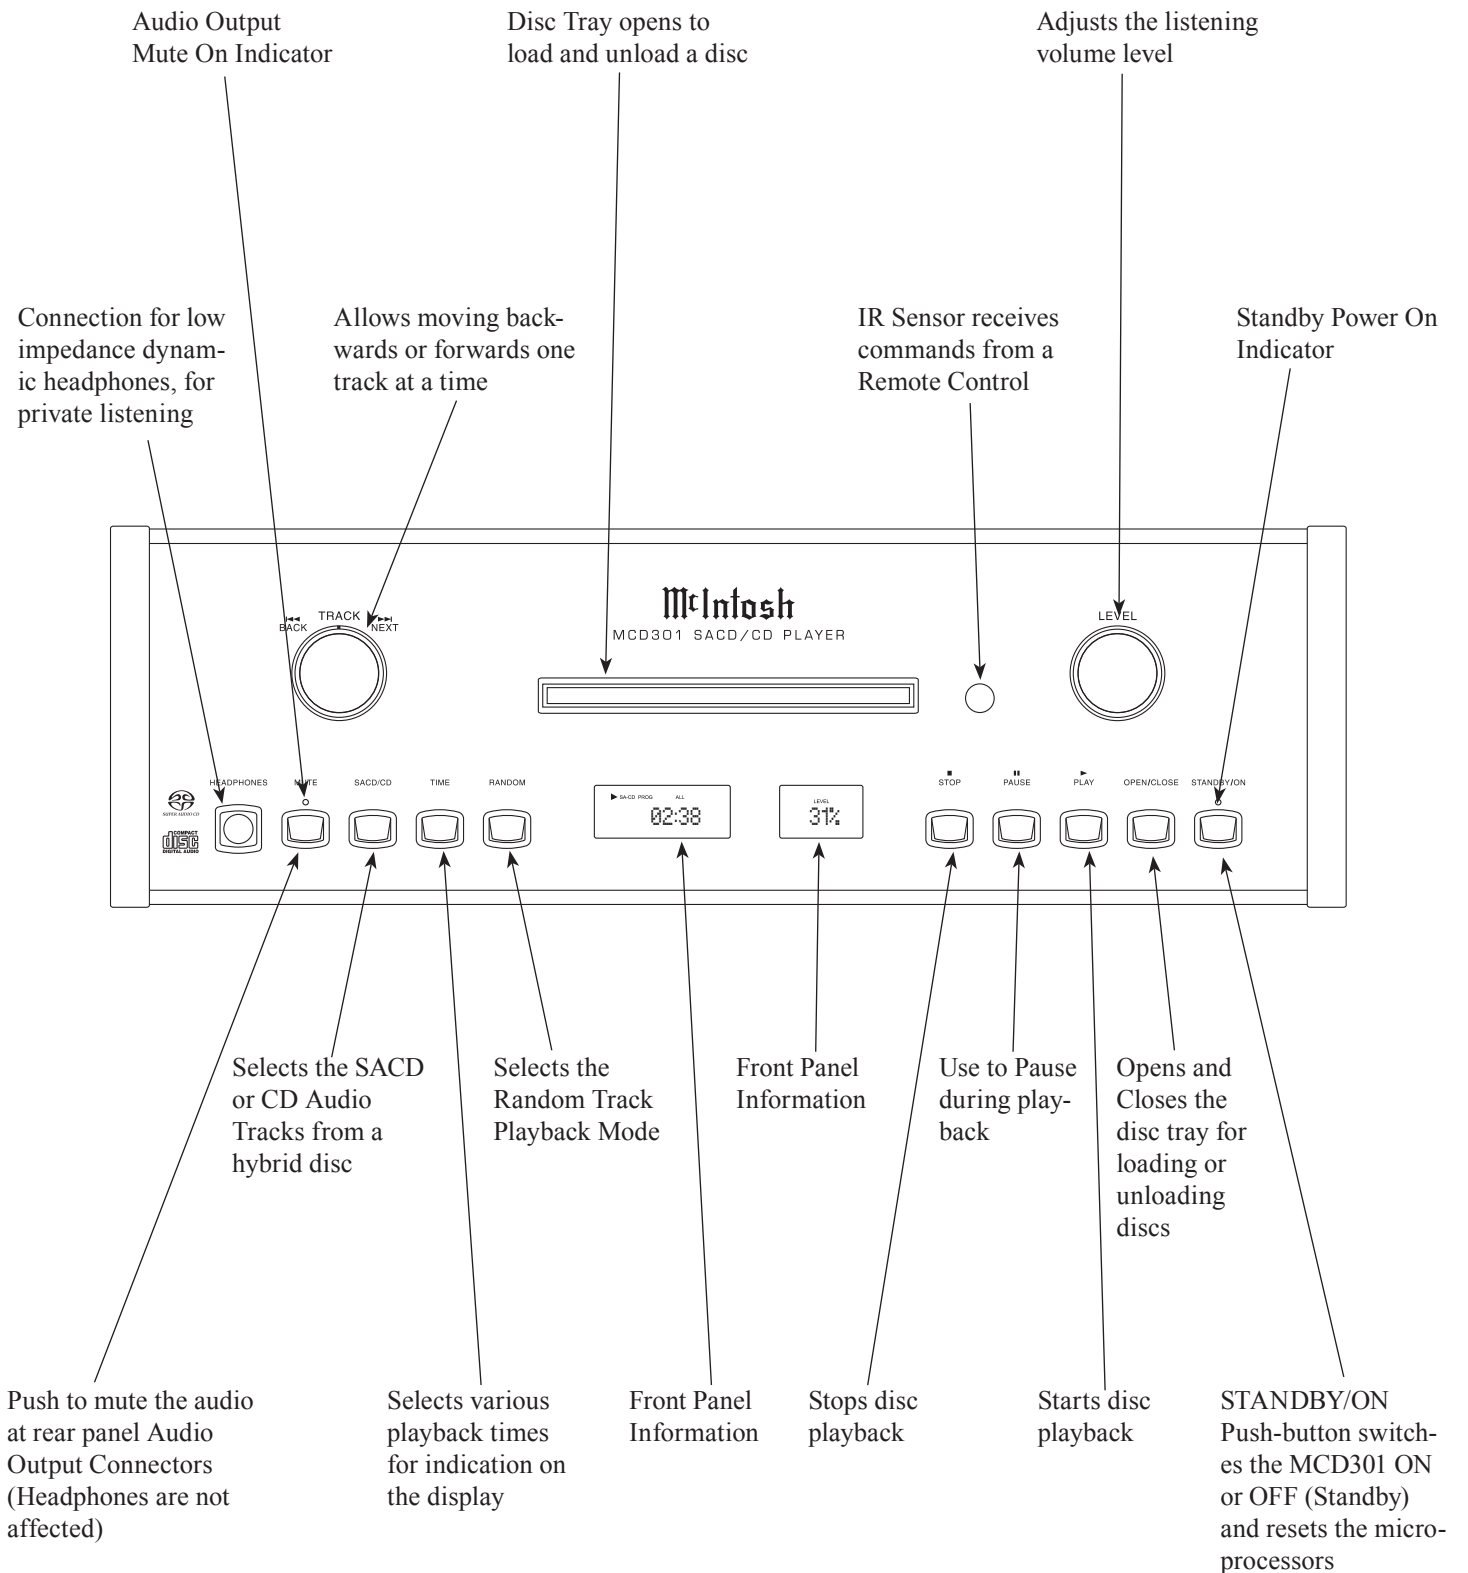 Audio Output
Mute On Indicator
Disc Tray opens to
load and unload a disc
Adjusts the listening
volume level
Connection for low
impedance dynam-
ic headphones, for
private listening
Allows moving back-
wards or forwards one
track at a time
IR Sensor receives
commands from a
Remote Control
Standby Power On
Indicator
TRACK
BACK
NEXT
McIntosh
MCD301 SACD/CD PLAYER
LEVEL
HEADPHONES
MUTE
SACD/CD
TIME
RANDOM
STOP
PAUSE
PLAY
OPEN/CLOSE
STANDBY/ON
SUPER AUDIO CD
COMPACT
disc
DIGITAL AUDIO
SA-CD PROG ALL
02:38
LEVEL
31%
Selects the SACD
or CD Audio
Tracks from a
hybrid disc
Selects the
Random Track
Playback Mode
Front Panel
Information
Use to Pause
during play-
back
Opens and
Closes the
disc tray for
loading or
unloading
discs
Push to mute the audio
at rear panel Audio
Output Connectors
(Headphones are not
affected)
Selects various
playback times
for indication on
the display
Front Panel
Information
Stops disc
playback
Starts disc
playback
STANDBY/ON
Push-button switch-
es the MCD301 ON
or OFF (Standby)
and resets the micro-
processors